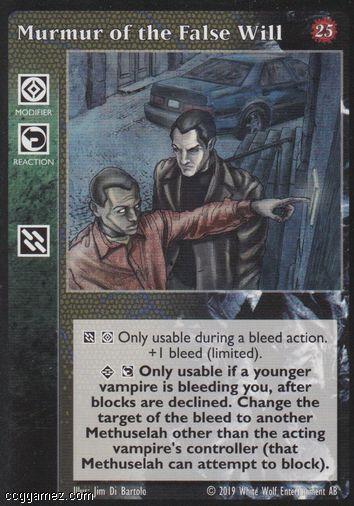 Murmur of the False Will
25
MODIFIER
REACTION
Only usable during a bleed action.
+1 bleed (limited).
Only usable if a younger
vampire is bleeding you, after
blocks are declined. Change the
target of the bleed to another
Methuselah other than the acting
vampire's controller (that
Methuselah can attempt to block).
Illus: Jim Di Bartolo
© 2019 White Wolf Entertainment AB
ccggamez.com